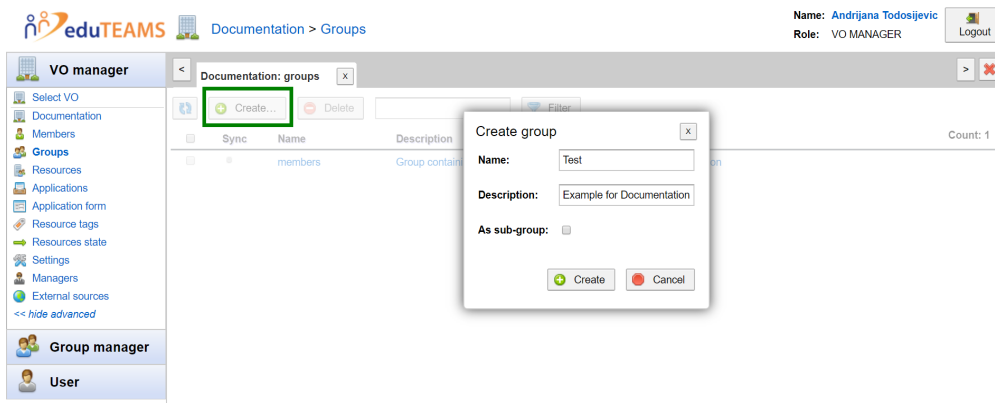 eduTEAMS
Documentation > Groups
Name: Andrijana Todosijevic
Role: VO MANAGER
Logout
VO manager
Select VO
Documentation
Members
Groups
Resources
Applications
Application form
Resource tags
Resources state
Settings
Managers
External sources
<< hide advanced
Group manager
User
<
Documentation: groups x
>
Create... Delete Filter
Sync Name Description Count: 1
members Group contain on
Create group x
Name: Test
Description: Example for Documentation
As sub-group:
Create Cancel